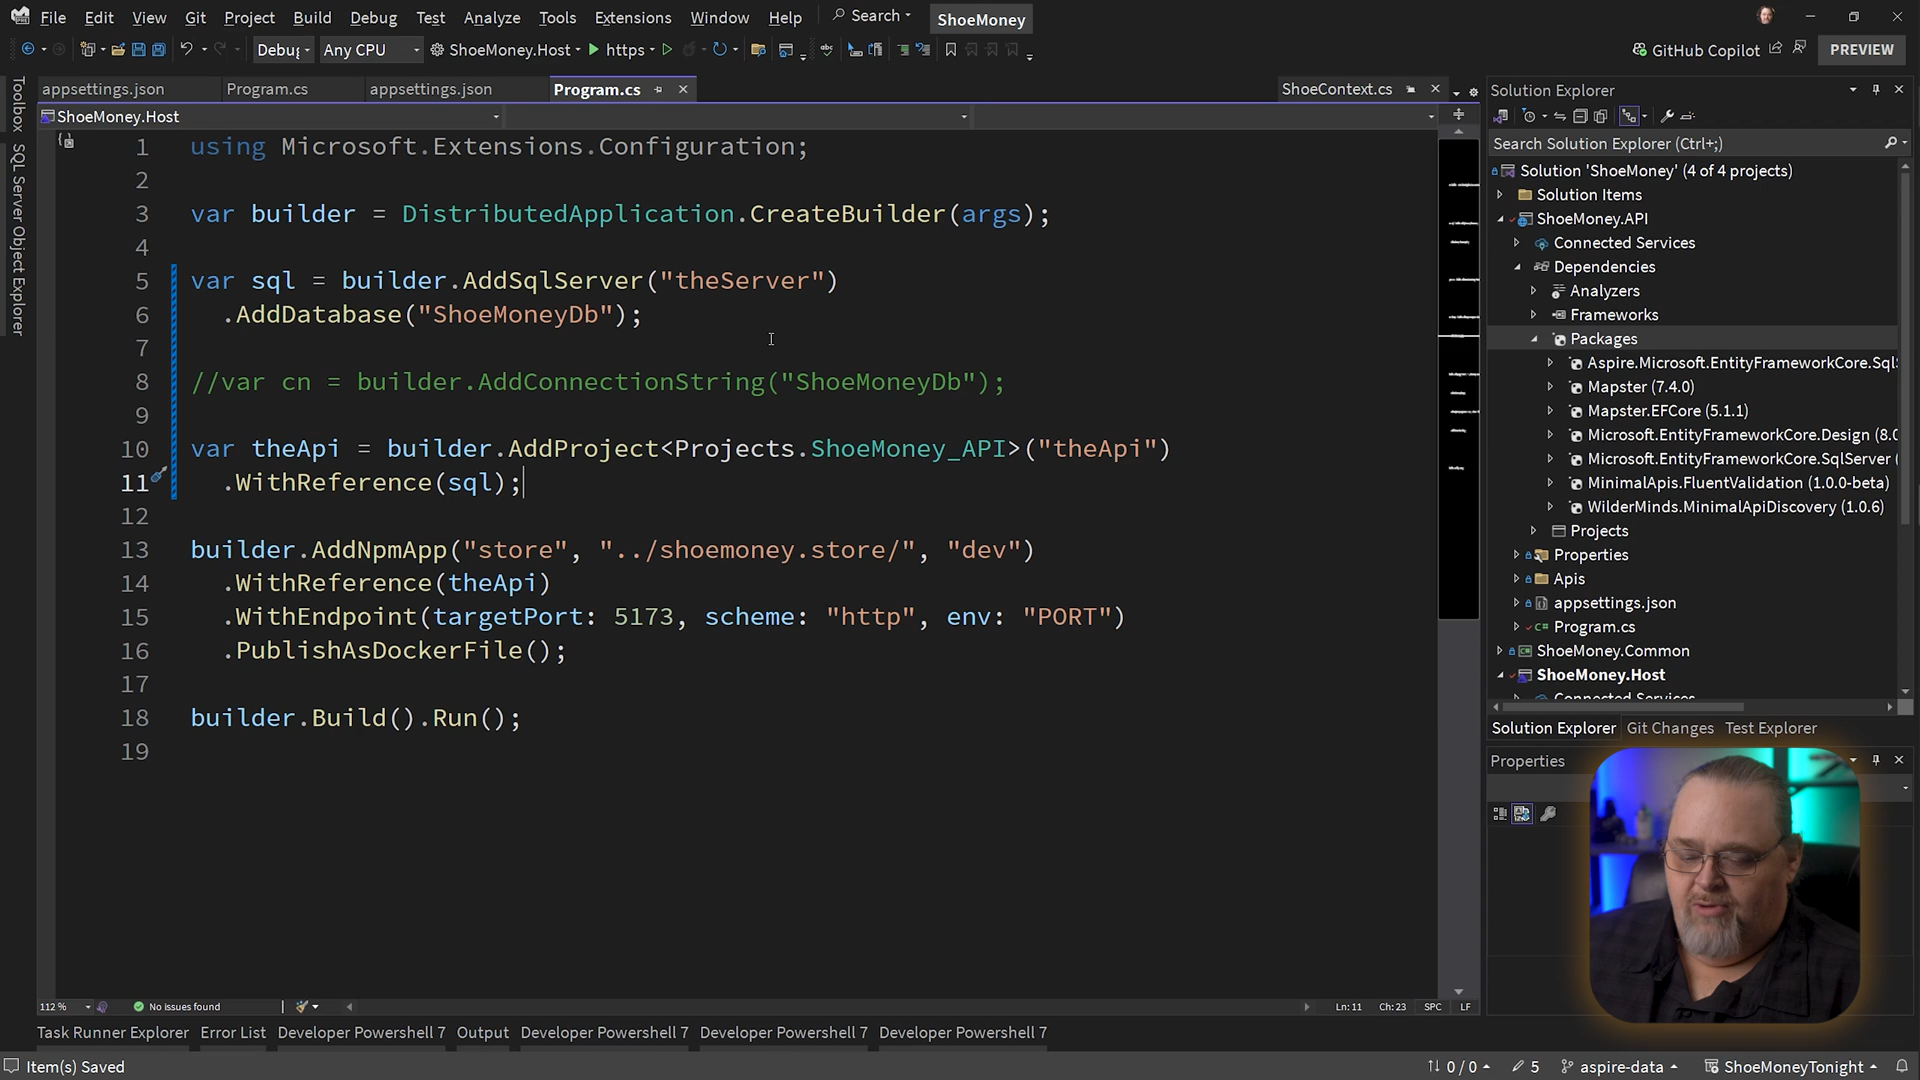 File Edit View Git Project Build Debug Test Analyze Tools Extensions Window Help Search ShoeMoney
Debug Any CPU ShoeMoney.Host https GitHub Copilot PREVIEW
appsettings.json Program.cs appsettings.json Program.cs ShoeContext.cs
ShoeMoney.Host
Toolbox
SQL Server Object Explorer
1 using Microsoft.Extensions.Configuration;
2
3 var builder = DistributedApplication.CreateBuilder(args);
4
5 var sql = builder.AddSqlServer("theServer")
6 .AddDatabase("ShoeMoneyDb");
7
8 //var cn = builder.AddConnectionString("ShoeMoneyDb");
9
10 var theApi = builder.AddProject<Projects.ShoeMoney_API>("theApi")
11 .WithReference(sql);
12
13 builder.AddNpmApp("store", "../shoemoney.store/", "dev")
14 .WithReference(theApi)
15 .WithEndpoint(targetPort: 5173, scheme: "http", env: "PORT")
16 .PublishAsDockerFile();
17
18 builder.Build().Run();
19
Solution Explorer
Search Solution Explorer (Ctrl+;)
Solution 'ShoeMoney' (4 of 4 projects)
Solution Items
ShoeMoney.API
Connected Services
Dependencies
Analyzers
Frameworks
Packages
Aspire.Microsoft.EntityFrameworkCore.Sql
Mapster (7.4.0)
Mapster.EFCore (5.1.1)
Microsoft.EntityFrameworkCore.Design (8.0
Microsoft.EntityFrameworkCore.SqlServer (
MinimalApis.FluentValidation (1.0.0-beta)
WilderMinds.MinimalApiDiscovery (1.0.6)
Projects
Properties
Apis
appsettings.json
Program.cs
ShoeMoney.Common
ShoeMoney.Host
Connected Services
Solution Explorer Git Changes Test Explorer
Properties
112 % No issues found Ln: 11 Ch: 23 SPC LF
Task Runner Explorer Error List Developer Powershell 7 Output Developer Powershell 7 Developer Powershell 7 Developer Powershell 7
Item(s) Saved 0 / 0 5 aspire-data ShoeMoneyTonight